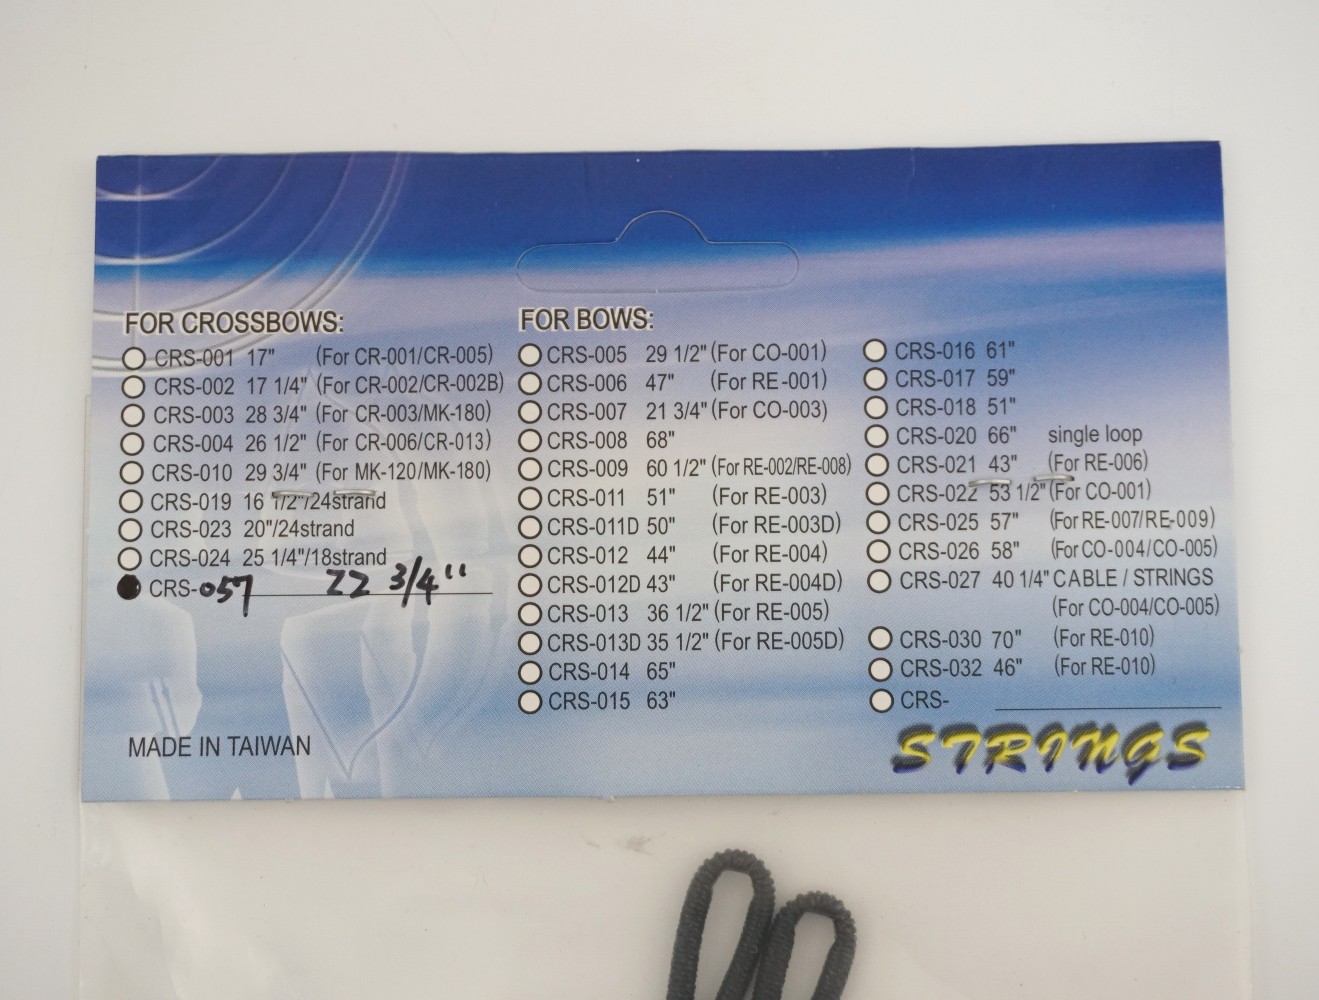 FOR CROSSBOWS:
CRS-001 17" (For CR-001/CR-005)
CRS-002 17 1/4" (For CR-002/CR-002B)
CRS-003 28 3/4" (For CR-003/MK-180)
CRS-004 26 1/2" (For CR-006/CR-013)
CRS-010 29 3/4" (For MK-120/MK-180)
CRS-019 16 1/2"/24strand
CRS-023 20"/24strand
CRS-024 25 1/4"/18strand
CRS-057 22 3/4"
MADE IN TAIWAN
FOR BOWS:
CRS-005 29 1/2" (For CO-001)
CRS-006 47" (For RE-001)
CRS-007 21 3/4" (For CO-003)
CRS-008 68"
CRS-009 60 1/2" (For RE-002/RE-008)
CRS-011 51" (For RE-003)
CRS-011D 50" (For RE-003D)
CRS-012 44" (For RE-004)
CRS-012D 43" (For RE-004D)
CRS-013 36 1/2" (For RE-005)
CRS-013D 35 1/2" (For RE-005D)
CRS-014 65"
CRS-015 63"
CRS-016 61"
CRS-017 59"
CRS-018 51"
CRS-020 66" single loop
CRS-021 43" (For RE-006)
CRS-022 53 1/2" (For CO-001)
CRS-025 57" (For RE-007/RE-009)
CRS-026 58" (For CO-004/CO-005)
CRS-027 40 1/4" CABLE / STRINGS
(For CO-004/CO-005)
CRS-030 70" (For RE-010)
CRS-032 46" (For RE-010)
CRS-
STRINGS